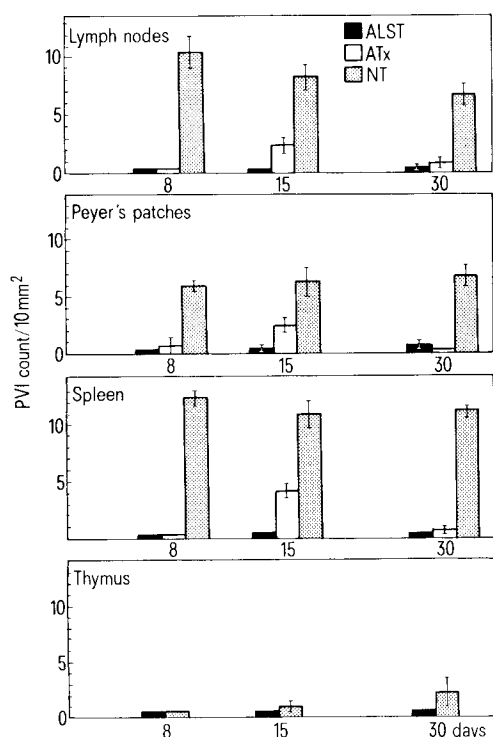 ALST
ATx
NT
PVI count/10mm²
Lymph nodes
10
5
0
8
15
30
Peyer's patches
10
5
0
8
15
30
Spleen
10
5
8
15
30
Thymus
10
5
0
8
15
30 days